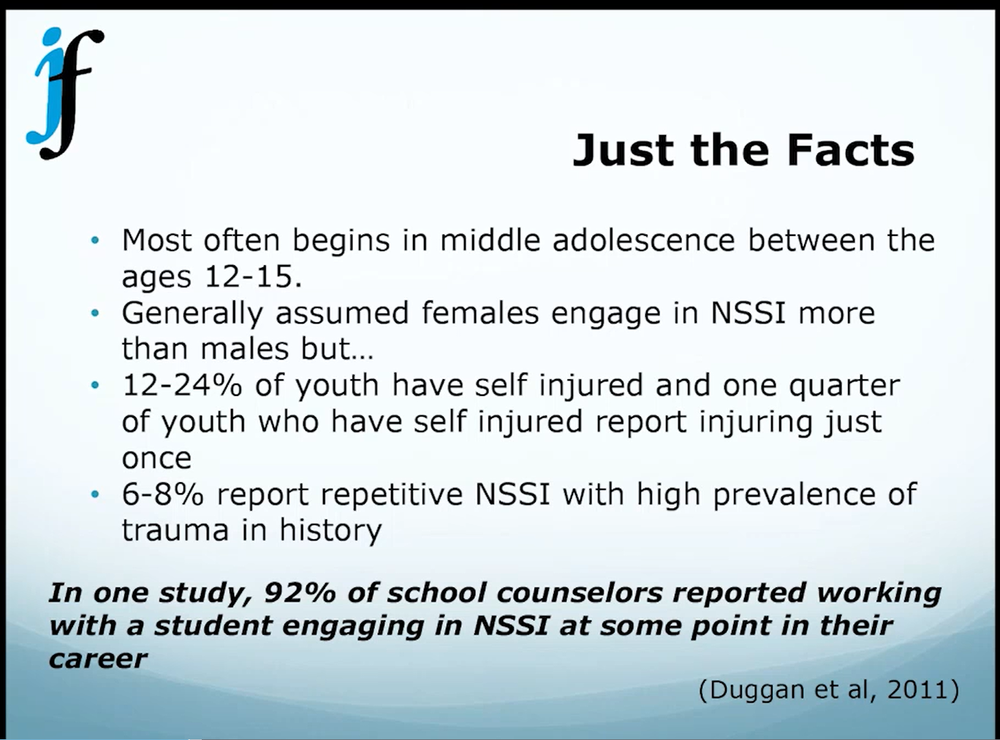 jf
Just the Facts
• Most often begins in middle adolescence between the
ages 12-15.
• Generally assumed females engage in NSSI more
than males but...
• 12-24% of youth have self injured and one quarter
of youth who have self injured report injuring just
once
• 6-8% report repetitive NSSI with high prevalence of
trauma in history
In one study, 92% of school counselors reported working
with a student engaging in NSSI at some point in their
career
(Duggan et al, 2011)